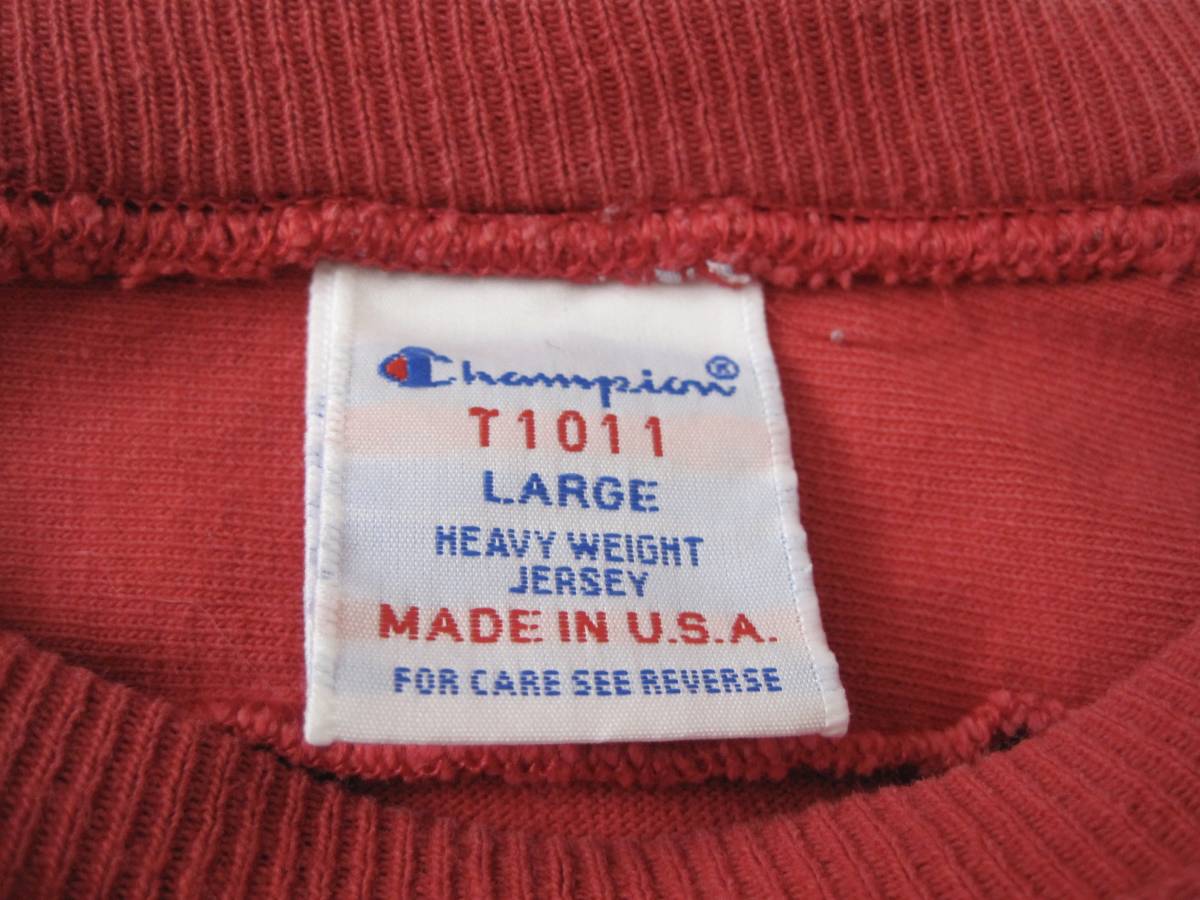 Champion®
T1011
LARGE
HEAVY WEIGHT
JERSEY
MADE IN U.S.A.
FOR CARE SEE REVERSE